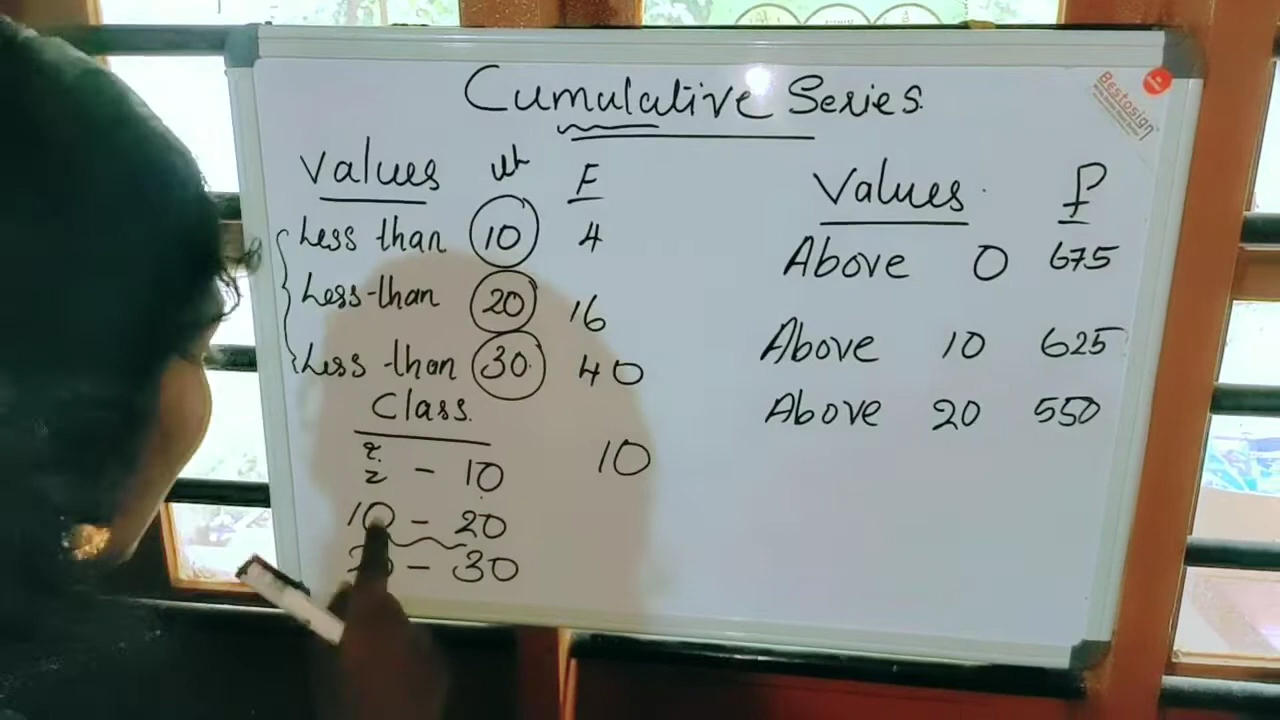 Cumulative Series
Bestosign
Values ut F
Less than 10 4
Less than 20 16
Less than 30 40
Class
- 10 10
10 - 20
- 30
Values f
Above 0 675
Above 10 625
Above 20 550